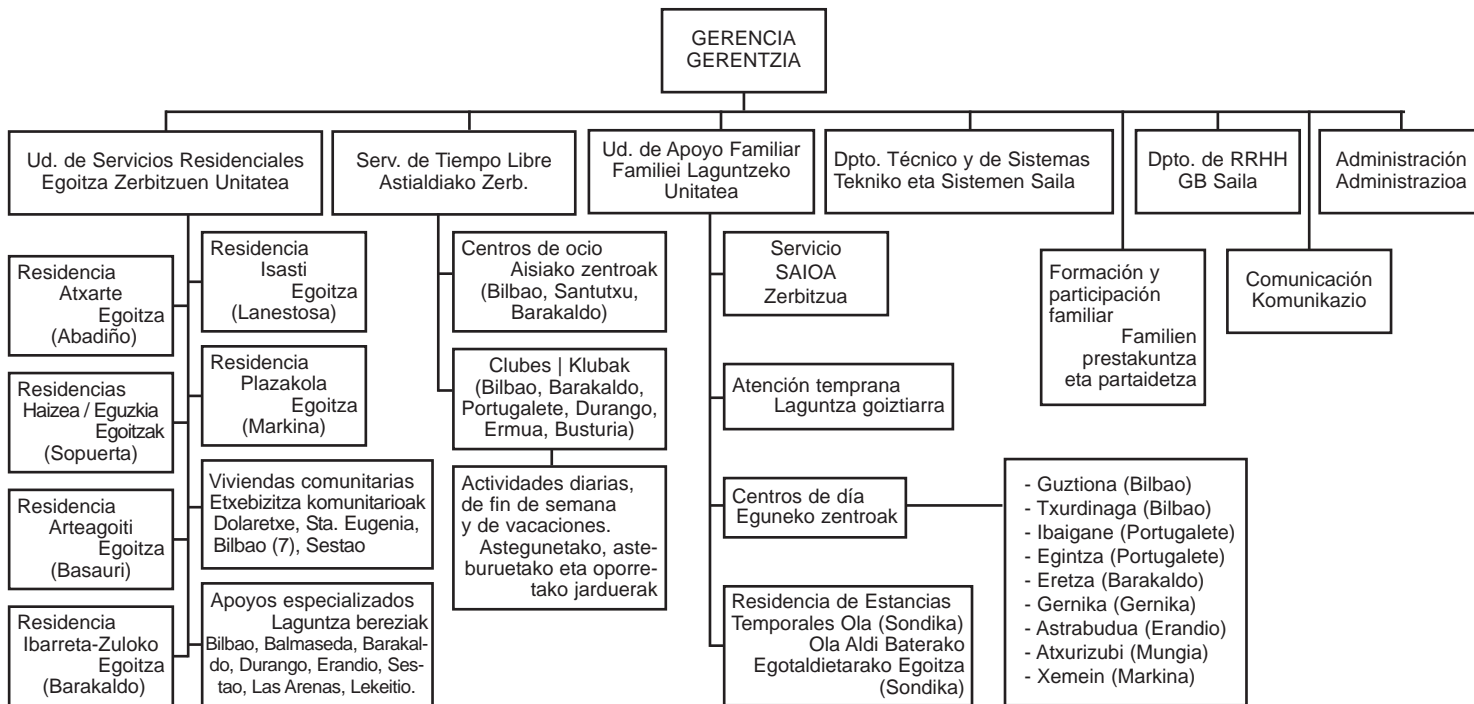 GERENCIA
GERENTZIA
Ud. de Servicios Residenciales
Egoitza Zerbitzuen Unitatea
Serv. de Tiempo Libre
Astialdiako Zerb.
Ud. de Apoyo Familiar
Familiei Laguntzeko
Unitatea
Dpto. Técnico y de Sistemas
Tekniko eta Sistemen Saila
Dpto. de RRHH
GB Saila
Administración
Administrazioa
Residencia
Atxarte
Egoitza
(Abadiño)
Residencias
Haizea / Eguzkia
Egoitzak
(Sopuerta)
Residencia
Arteagoiti
Egoitza
(Basauri)
Residencia
Ibarreta-Zuloko
Egoitza
(Barakaldo)
Residencia
Isasti
Egoitza
(Lanestosa)
Residencia
Plazakola
Egoitza
(Markina)
Viviendas comunitarias
Etxebizitza komunitarioak
Dolaretxe, Sta. Eugenia,
Bilbao (7), Sestao
Apoyos especializados
Laguntza bereziak
Bilbao, Balmaseda, Barakal-
do, Durango, Erandio, Ses-
tao, Las Arenas, Lekeitio.
Centros de ocio
Aisiako zentroak
(Bilbao, Santutxu,
Barakaldo)
Clubes | Klubak
(Bilbao, Barakaldo,
Portugalete, Durango,
Ermua, Busturia)
Actividades diarias,
de fin de semana
y de vacaciones.
Astegunetako, aste-
buruetako eta oporre-
tako jarduerak
Servicio
SAIOA
Zerbitzua
Atención temprana
Laguntza goiztiarra
Centros de día
Eguneko zentroak
Residencia de Estancias
Temporales Ola (Sondika)
Ola Aldi Baterako
Egotaldietarako Egoitza
(Sondika)
- Guztiona (Bilbao)
- Txurdinaga (Bilbao)
- Ibaigane (Portugalete)
- Egintza (Portugalete)
- Eretza (Barakaldo)
- Gernika (Gernika)
- Astrabudua (Erandio)
- Atxurizubi (Mungia)
- Xemein (Markina)
Formación y
participación
familiar
Familien
prestakuntza
eta partaidetza
Comunicación
Komunikazio